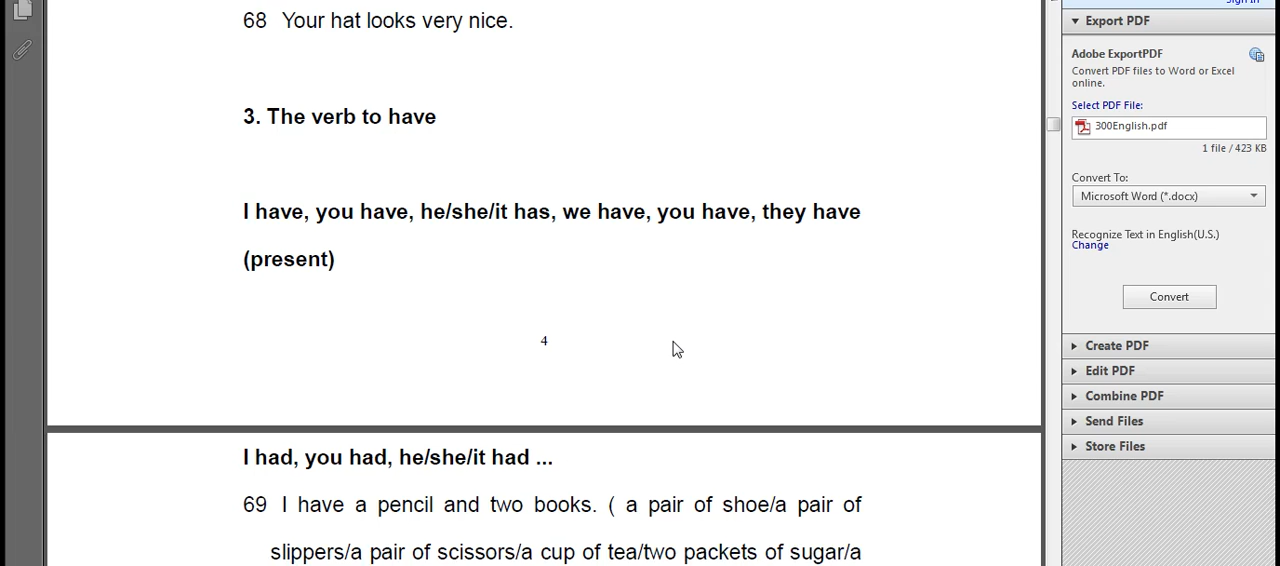 68 Your hat looks very nice.
3. The verb to have
I have, you have, he/she/it has, we have, you have, they have
(present)
4
I had, you had, he/she/it had ...
69 I have a pencil and two books. ( a pair of shoe/a pair of
slippers/a pair of scissors/a cup of tea/two packets of sugar/a
Sign In
Export PDF
Adobe ExportPDF
Convert PDF files to Word or Excel
online.
Select PDF File:
300English.pdf
1 file / 423 KB
Convert To:
Microsoft Word (*.docx)
Recognize Text in English(U.S.)
Change
Convert
Create PDF
Edit PDF
Combine PDF
Send Files
Store Files